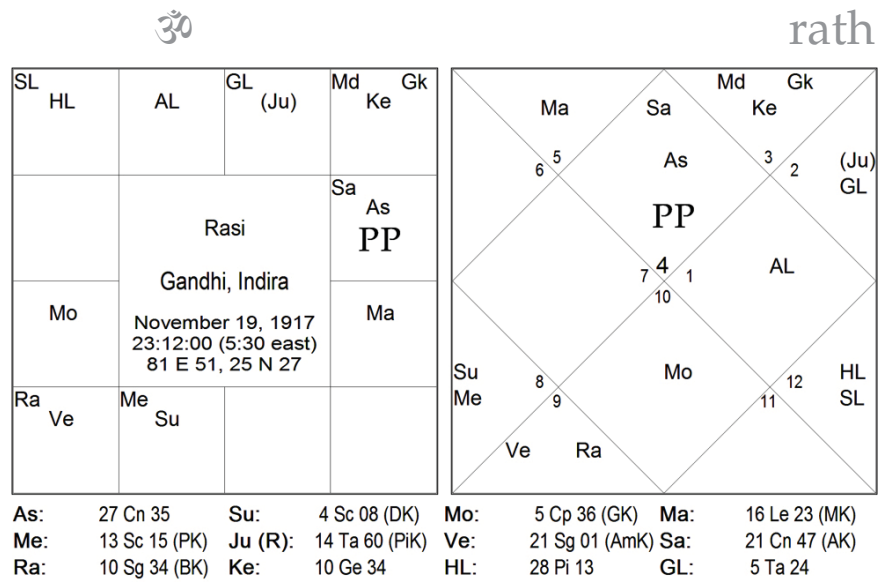 ॐ
rath
SL
HL
AL
GL
(Ju)
Md Gk
Ke
Sa
As
PP
Rasi
Gandhi, Indira
November 19, 1917
23:12:00 (5:30 east)
81 E 51, 25 N 27
Mo
Ma
Ra
Ve
Me
Su
Md Gk
Ke
Ma
Sa
As
PP
6 5
3 2
(Ju)
GL
4
7 1
10
AL
Su
Me
8
9
Mo
12
11
HL
SL
Ve Ra
As: 27 Cn 35 Su: 4 Sc 08 (DK) Mo: 5 Cp 36 (GK) Ma: 16 Le 23 (MK)
Me: 13 Sc 15 (PK) Ju (R): 14 Ta 60 (PiK) Ve: 21 Sg 01 (AmK) Sa: 21 Cn 47 (AK)
Ra: 10 Sg 34 (BK) Ke: 10 Ge 34 HL: 28 Pi 13 GL: 5 Ta 24